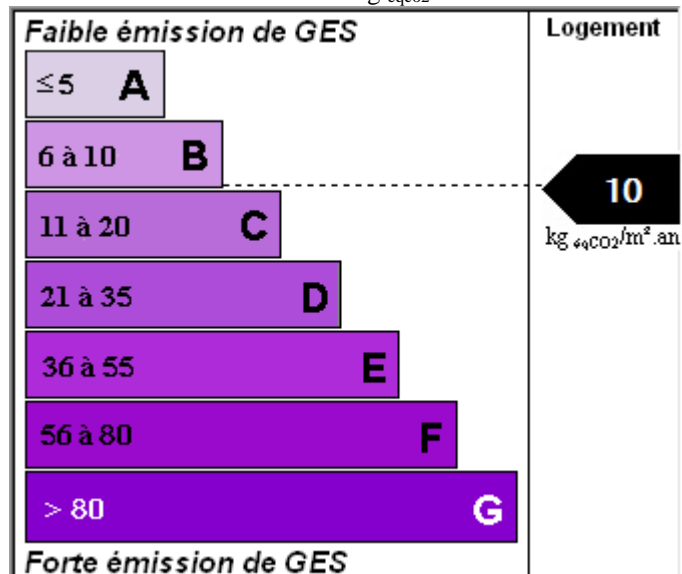 g eqco2
Faible émission de GES
Logement
≤5 A
6 à 10 B
10
kg éqCO2/m².an
11 à 20 C
21 à 35 D
36 à 55 E
56 à 80 F
> 80 G
Forte émission de GES